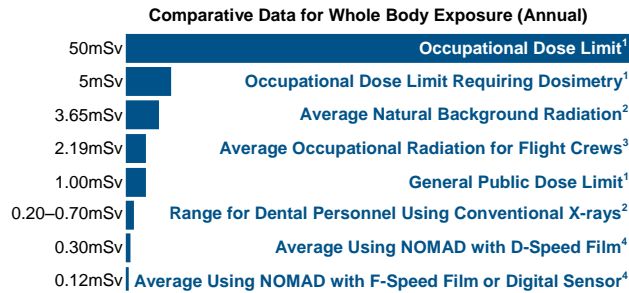 Comparative Data for Whole Body Exposure (Annual)
50mSv Occupational Dose Limit¹
5mSv Occupational Dose Limit Requiring Dosimetry¹
3.65mSv Average Natural Background Radiation²
2.19mSv Average Occupational Radiation for Flight Crews³
1.00mSv General Public Dose Limit¹
0.20–0.70mSv Range for Dental Personnel Using Conventional X-rays²
0.30mSv Average Using NOMAD with D-Speed Film⁴
0.12mSv Average Using NOMAD with F-Speed Film or Digital Sensor⁴